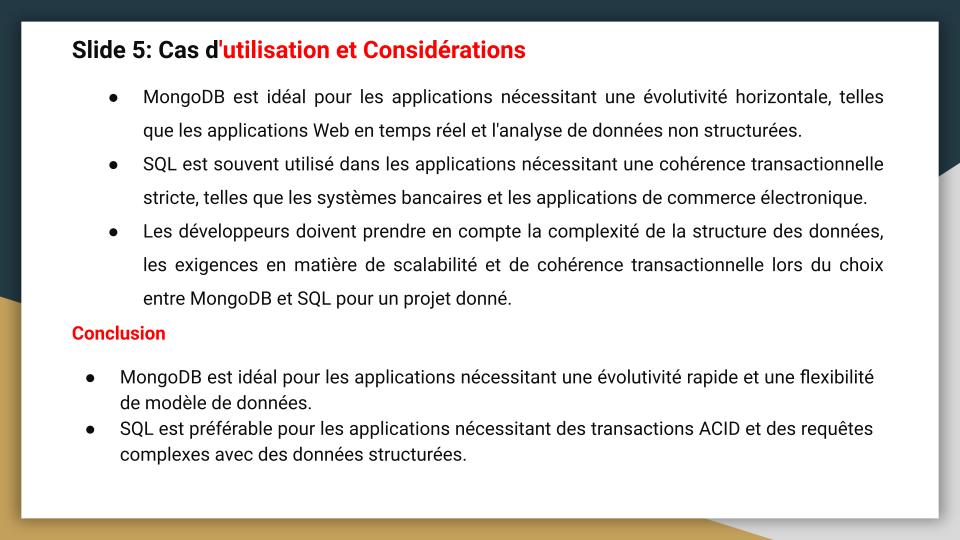 Slide 5: Cas d'utilisation et Considérations
● MongoDB est idéal pour les applications nécessitant une évolutivité horizontale, telles
que les applications Web en temps réel et l'analyse de données non structurées.
● SQL est souvent utilisé dans les applications nécessitant une cohérence transactionnelle
stricte, telles que les systèmes bancaires et les applications de commerce électronique.
● Les développeurs doivent prendre en compte la complexité de la structure des données,
les exigences en matière de scalabilité et de cohérence transactionnelle lors du choix
entre MongoDB et SQL pour un projet donné.
Conclusion
● MongoDB est idéal pour les applications nécessitant une évolutivité rapide et une flexibilité
de modèle de données.
● SQL est préférable pour les applications nécessitant des transactions ACID et des requêtes
complexes avec des données structurées.